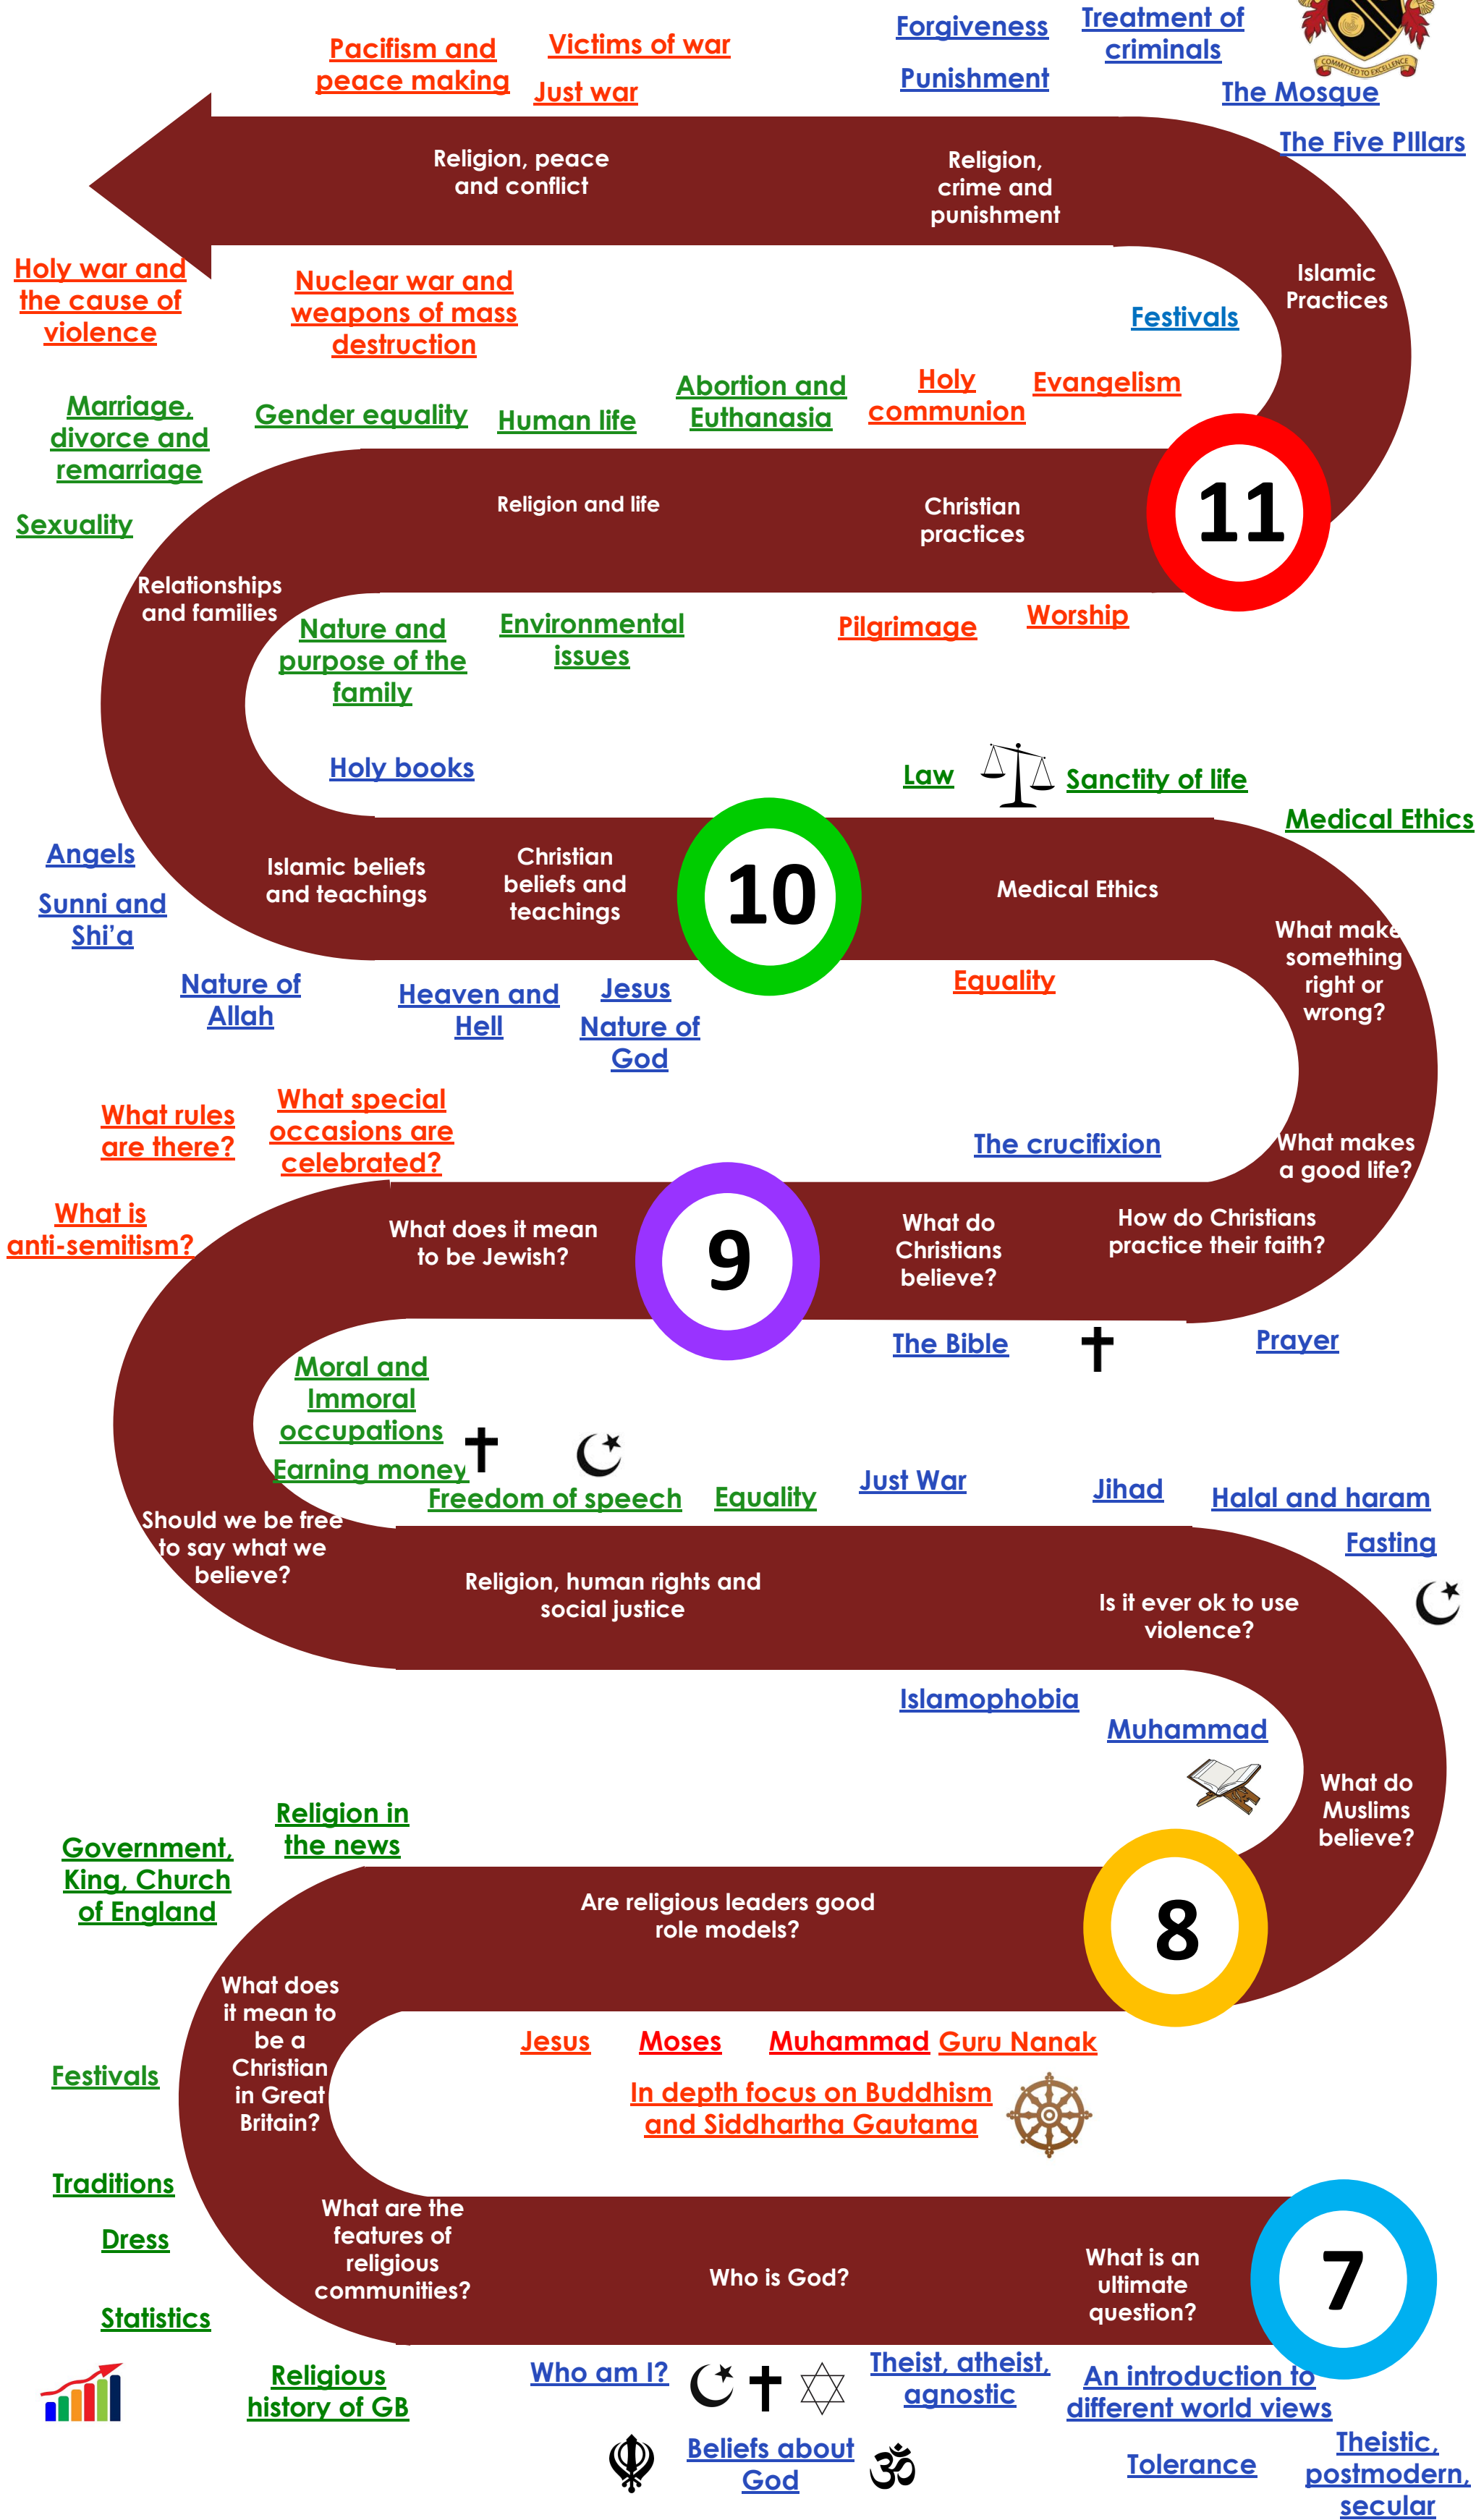 Forgiveness
Treatment of
criminals
Pacifism and
peace making
Victims of war
Just war
Punishment
COMMITTED TO EXCELLENCE
The Mosque
The Five PIllars
Religion, peace
and conflict
Religion,
crime and
punishment
Islamic
Practices
Holy war and
the cause of
violence
Nuclear war and
weapons of mass
destruction
Festivals
Marriage,
divorce and
remarriage
Gender equality
Human life
Abortion and
Euthanasia
Holy
communion
Evangelism
Sexuality
Religion and life
Christian
practices
11
Relationships
and families
Nature and
purpose of the
family
Environmental
issues
Pilgrimage
Worship
Holy books
Law
Sanctity of life
Medical Ethics
Angels
Sunni and
Shi’a
Islamic beliefs
and teachings
Christian
beliefs and
teachings
10
Medical Ethics
What make
something
right or
wrong?
Nature of
Allah
Heaven and
Hell
Jesus
Nature of
God
Equality
What rules
are there?
What special
occasions are
celebrated?
The crucifixion
What makes
a good life?
What is
anti-semitism?
What does it mean
to be Jewish?
9
What do
Christians
believe?
How do Christians
practice their faith?
The Bible
Prayer
Moral and
Immoral
occupations
Earning money
Freedom of speech
Equality
Just War
Jihad
Halal and haram
Fasting
Should we be free
to say what we
believe?
Religion, human rights and
social justice
Is it ever ok to use
violence?
Islamophobia
Muhammad
What do
Muslims
believe?
Religion in
the news
Government,
King, Church
of England
Are religious leaders good
role models?
8
What does
it mean to
be a
Christian
in Great
Britain?
Jesus
Moses
Muhammad
Guru Nanak
Festivals
In depth focus on Buddhism
and Siddhartha Gautama
Traditions
Dress
What are the
features of
religious
communities?
Who is God?
What is an
ultimate
question?
7
Statistics
Religious
history of GB
Who am I?
Theist, atheist,
agnostic
An introduction to
different world views
Beliefs about
God
ॐ
Tolerance
Theistic,
postmodern,
secular